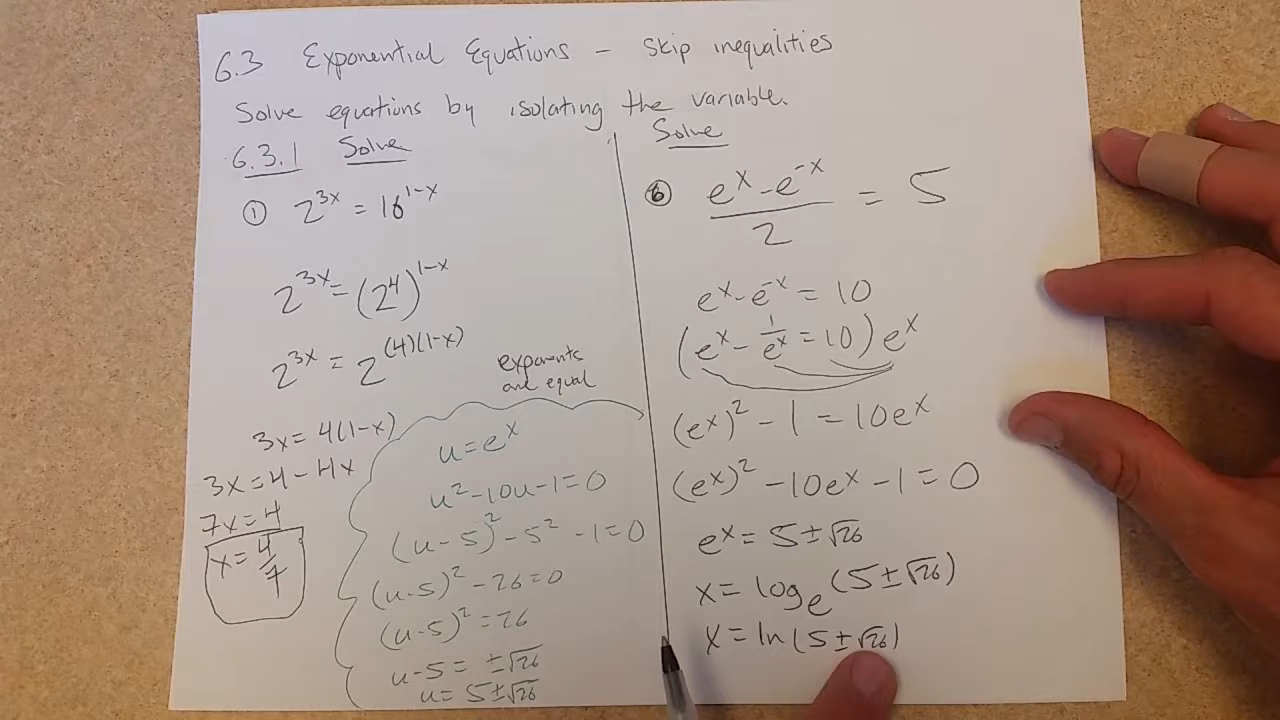 6.3 Exponential Equations – skip inequalities
Solve equations by isolating the variable.
6.3.1 Solve
① 2^{3x} = 16^{1-x}
2^{3x} = (2^4)^{1-x}
2^{3x} = 2^{(4)(1-x)}
exponents
are equal
3x = 4(1-x)
3x = 4 - 4x
7x = 4
x = 4/7
u = e^x
u² - 10u - 1 = 0
(u - 5)² - 5² - 1 = 0
(u - 5)² - 26 = 0
(u - 5)² = 26
u - 5 = ±√26
u = 5 ± √26
Solve
⑥ (e^x - e^{-x})/2 = 5
e^x - e^{-x} = 10
(e^x - 1/e^x = 10) e^x
(e^x)² - 1 = 10e^x
(e^x)² - 10e^x - 1 = 0
e^x = 5 ± √26
x = log_e (5 ± √26)
x = ln (5 ± √26)